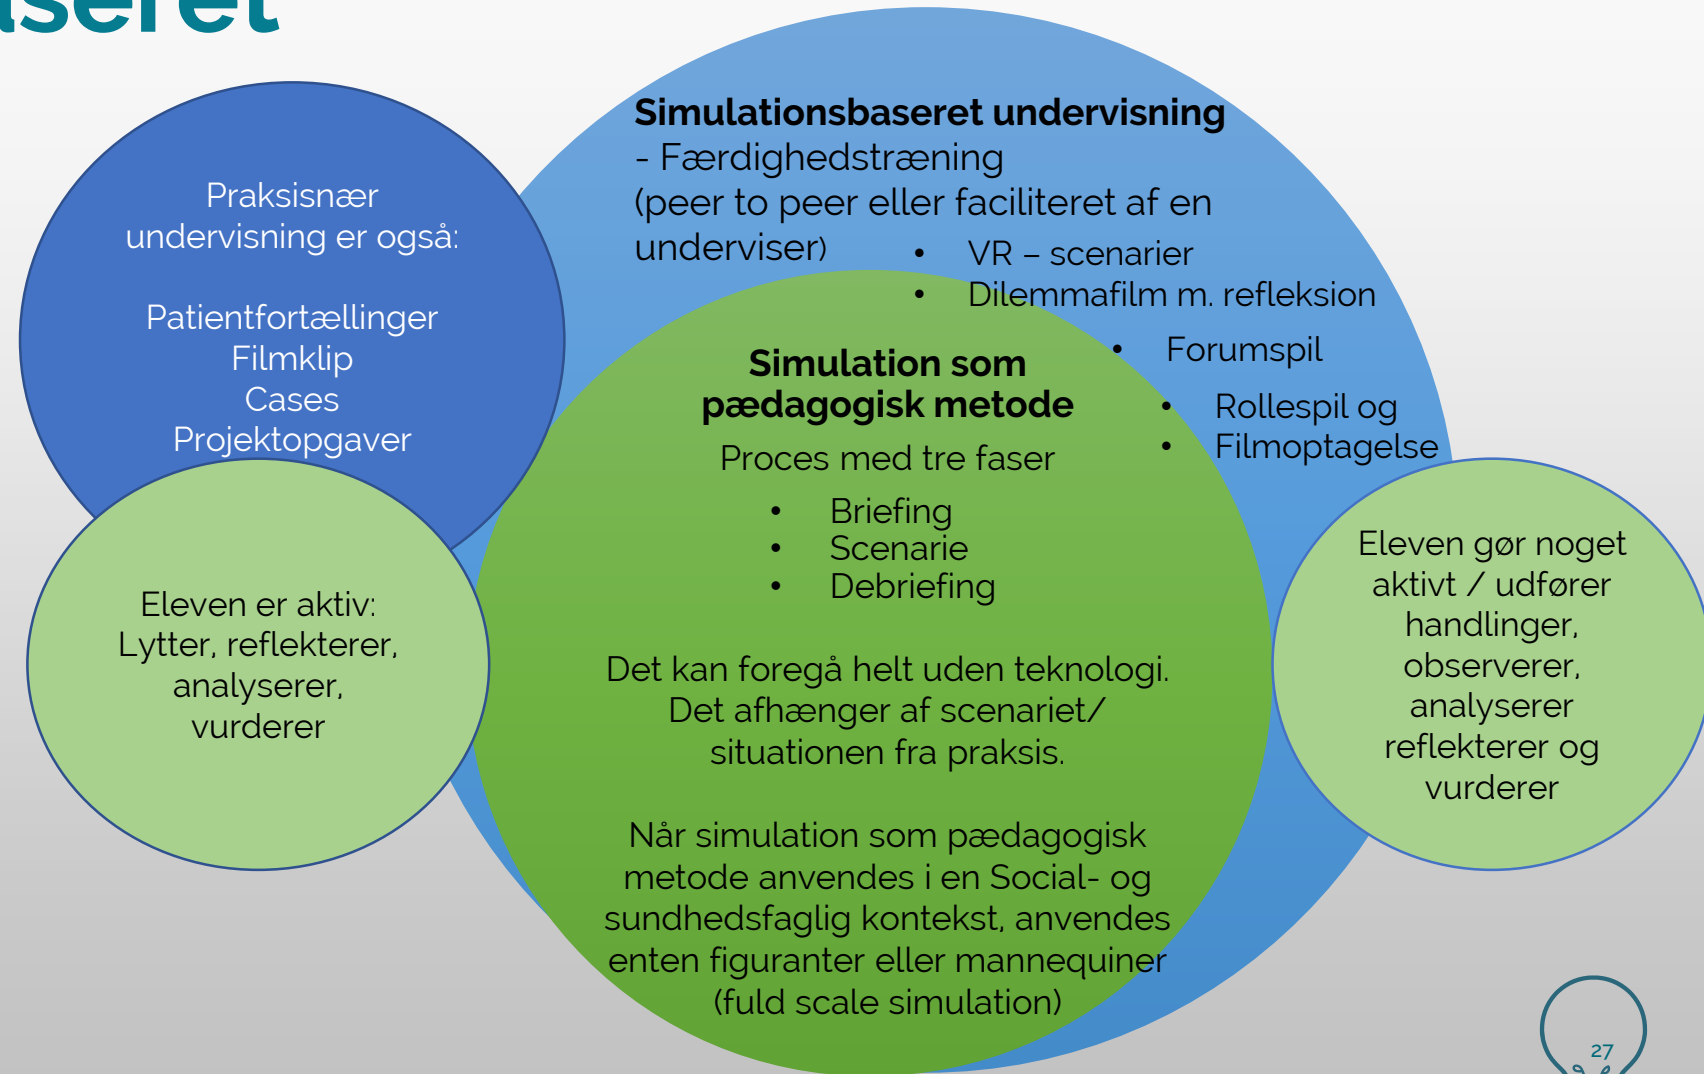 Praksisnær
undervisning er også:
Patientfortællinger
Filmklip
Cases
Projektopgaver
Eleven er aktiv:
Lytter, reflekterer,
analyserer,
vurderer
Simulationsbaseret undervisning
- Færdighedstræning
(peer to peer eller faciliteret af en
underviser)
• VR – scenarier
• Dilemmafilm m. refleksion
• Forumspil
• Rollespil og
• Filmoptagelse
Simulation som
pædagogisk metode
Proces med tre faser
• Briefing
• Scenarie
• Debriefing
Det kan foregå helt uden teknologi.
Det afhænger af scenariet/
situationen fra praksis.
Når simulation som pædagogisk
metode anvendes i en Social- og
sundhedsfaglig kontekst, anvendes
enten figuranter eller mannequiner
(fuld scale simulation)
Eleven gør noget
aktivt / udfører
handlinger,
observerer,
analyserer
reflekterer og
vurderer
27